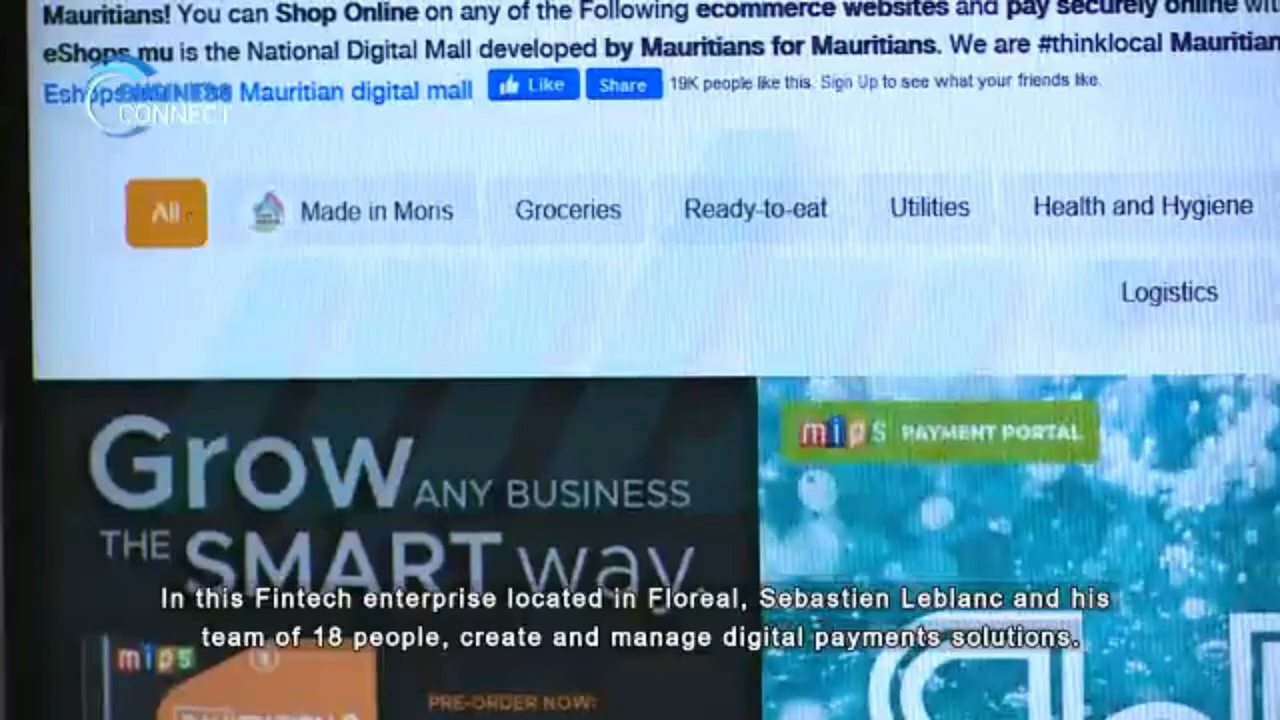 Mauritians! You can Shop Online on any of the Following ecommerce websites and pay securely online
eShops.mu is the National Digital Mall developed by Mauritians for Mauritians. We are #thinklocal Mauritian
Mauritian digital mall
Like Share 19K people like this. Sign Up to see what your friends like.
BUSINESS
CONNECT
All Made in Moris Groceries Ready-to-eat Utilities Health and Hygiene
Logistics
Grow ANY BUSINESS
THE SMART way
mips PAYMENT PORTAL
In this Fintech enterprise located in Floreal, Sebastien Leblanc and his
team of 18 people, create and manage digital payments solutions.
mips
PRE-ORDER NOW: